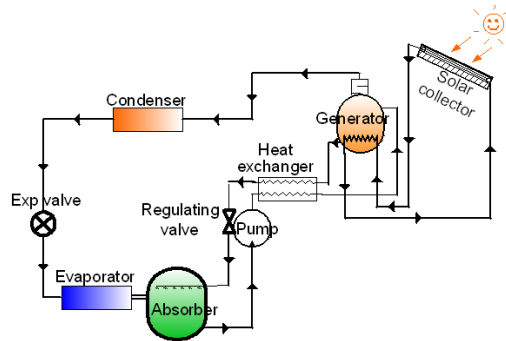 Solar
collector
Condenser
Generator
Heat
exchanger
Exp valve
Regulating
valve
Pump
Evaporator
Absorber